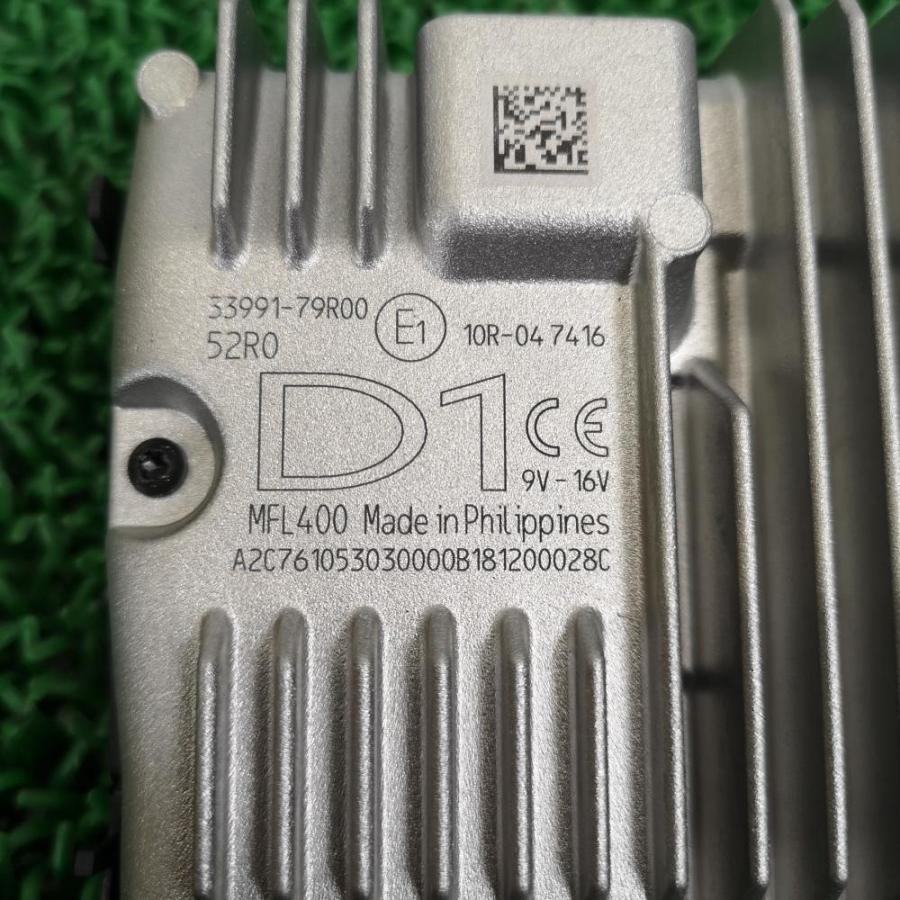 33991-79R00
52R0
E1
10R-04 7416
D1
CE
9V-16V
MFL400 Made in Philippines
A2C761053030000B181200028C